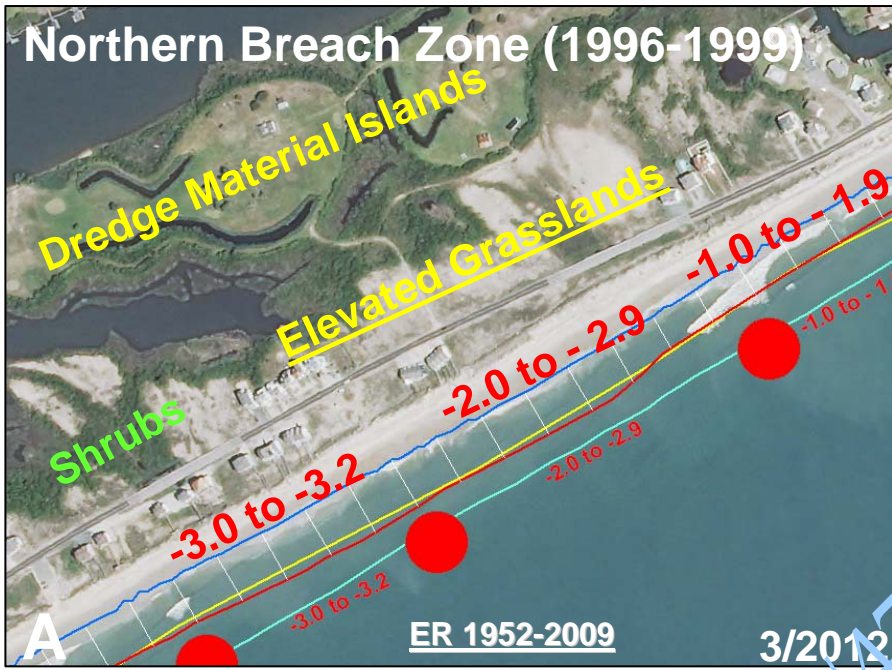 Northern Breach Zone (1996-1999)
Dredge Material Islands
Elevated Grasslands
-1.0 to - 1.9
-1.0 to - 1
-2.0 to - 2.9
-2.0 to -2.9
Shrubs
-3.0 to -3.2
-3.0 to -3.2
A
ER 1952-2009
3/2012